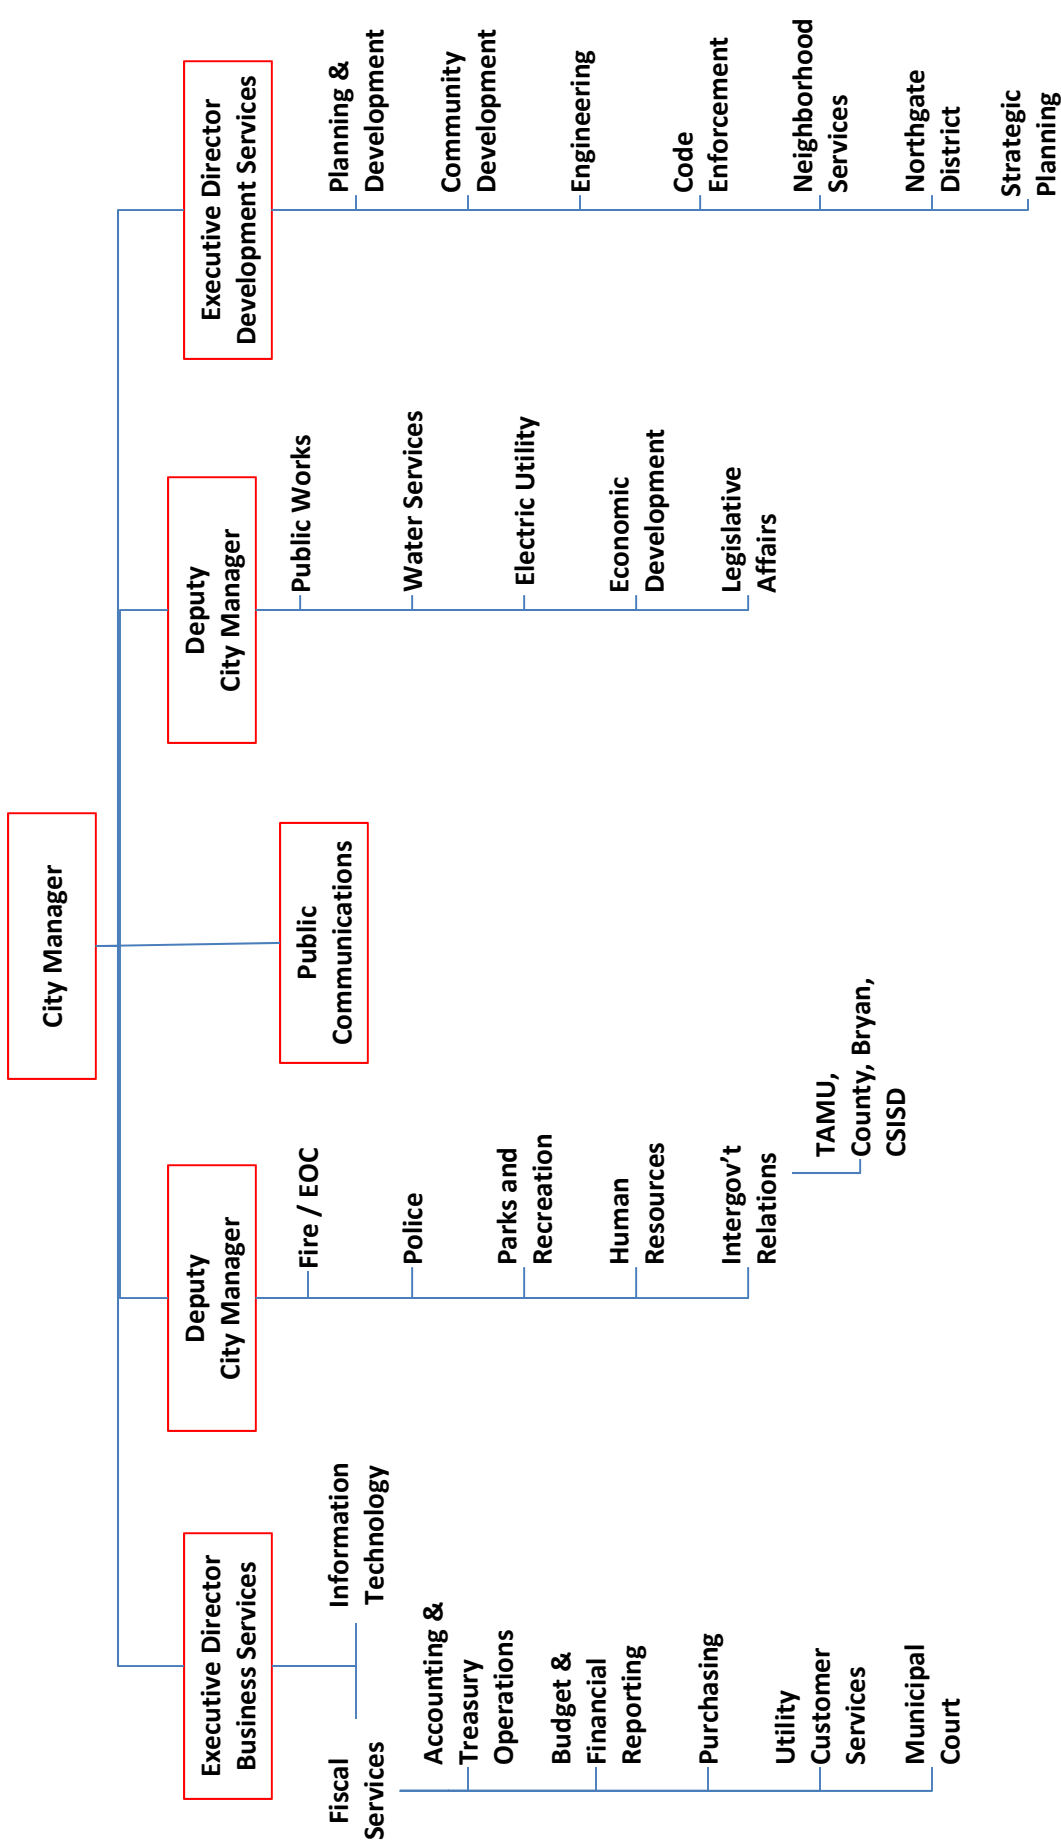 City Manager
Executive Director
Business Services
Fiscal
Services
Accounting &
Treasury
Operations
Budget &
Financial
Reporting
Purchasing
Utility
Customer
Services
Municipal
Court
Information
Technology
Deputy
City Manager
Fire / EOC
Police
Parks and
Recreation
Human
Resources
Intergov’t
Relations
TAMU,
County, Bryan,
CSISD
Public
Communications
Deputy
City Manager
Public Works
Water Services
Electric Utility
Economic
Development
Legislative
Affairs
Executive Director
Development Services
Planning &
Development
Community
Development
Engineering
Code
Enforcement
Neighborhood
Services
Northgate
District
Strategic
Planning